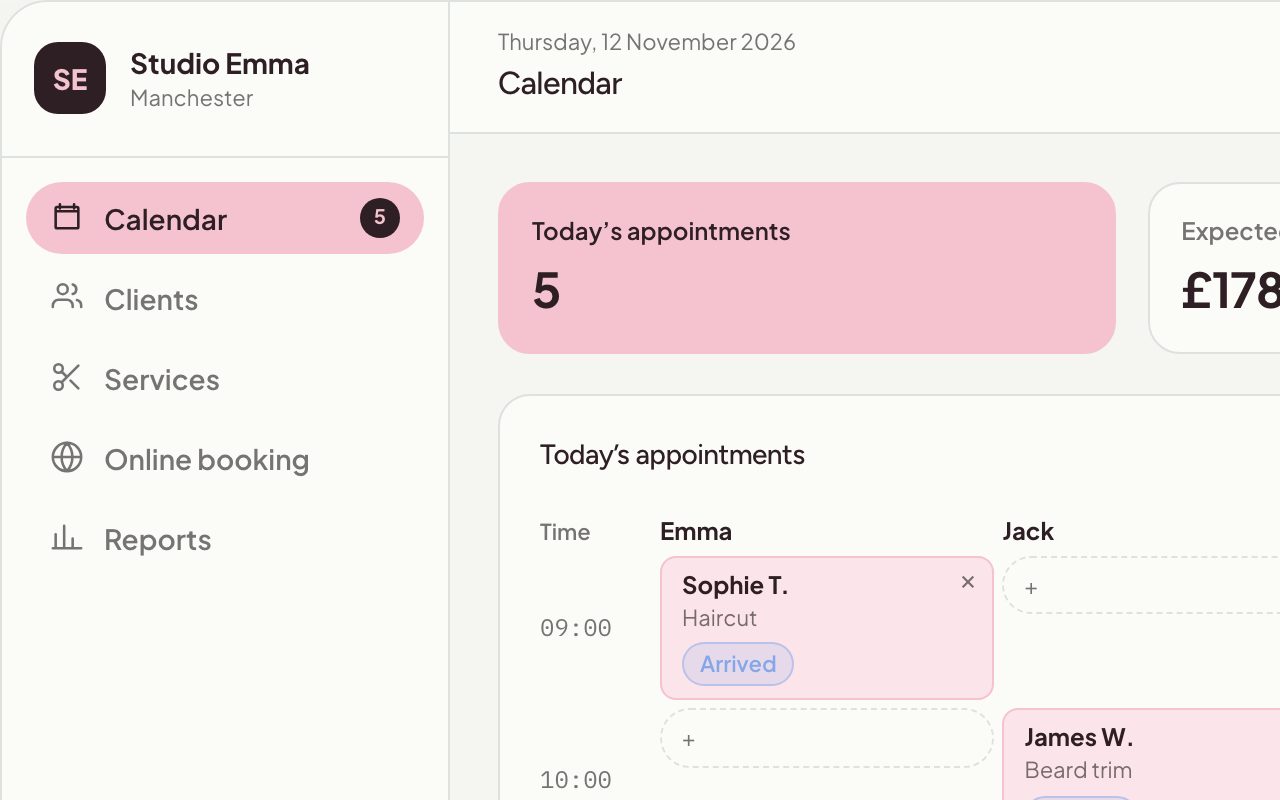 SE
Studio Emma
Manchester
Calendar 5
Clients
Services
Online booking
Reports
Thursday, 12 November 2026
Calendar
Today’s appointments
5
£178
Today’s appointments
Time Emma Jack
Sophie T. ×
Haircut
Arrived
+
09:00
+
James W.
Beard trim
10:00